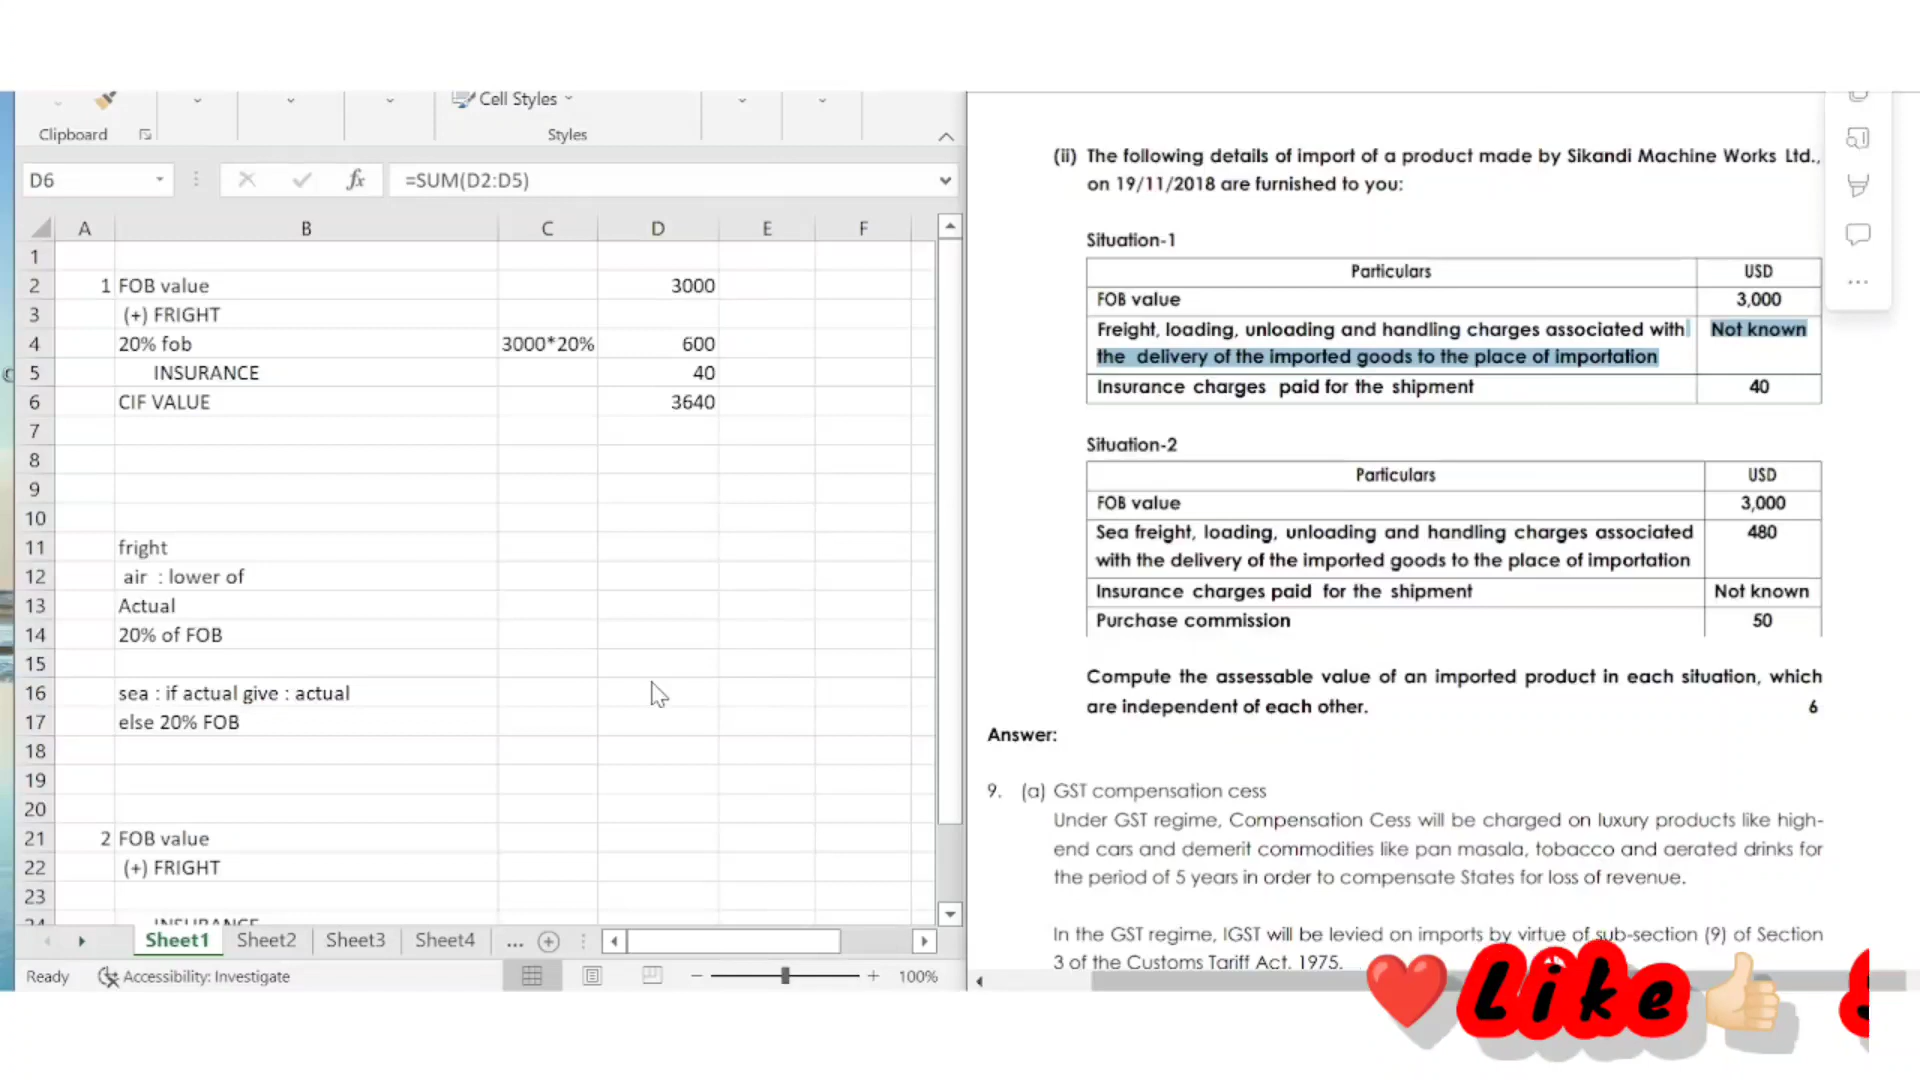 Cell Styles
Clipboard
Styles
D6
fx
=SUM(D2:D5)
A B C D E F
1
2 1 FOB value 3000
3 (+) FRIGHT
4 20% fob 3000*20% 600
5 INSURANCE 40
6 CIF VALUE 3640
7
8
9
10
11 fright
12 air : lower of
13 Actual
14 20% of FOB
15
16 sea : if actual give : actual
17 else 20% FOB
18
19
20
21 2 FOB value
22 (+) FRIGHT
23
24 INSURANCE
Sheet1 Sheet2 Sheet3 Sheet4 ...
Ready Accessibility: Investigate 100%
(ii) The following details of import of a product made by Sikandi Machine Works Ltd.,
on 19/11/2018 are furnished to you:
Situation-1
Particulars USD
FOB value 3,000
Freight, loading, unloading and handling charges associated with Not known
the delivery of the imported goods to the place of importation
Insurance charges paid for the shipment 40
Situation-2
Particulars USD
FOB value 3,000
Sea freight, loading, unloading and handling charges associated 480
with the delivery of the imported goods to the place of importation
Insurance charges paid for the shipment Not known
Purchase commission 50
Compute the assessable value of an imported product in each situation, which
are independent of each other. 6
Answer:
9. (a) GST compensation cess
Under GST regime, Compensation Cess will be charged on luxury products like high-
end cars and demerit commodities like pan masala, tobacco and aerated drinks for
the period of 5 years in order to compensate States for loss of revenue.
In the GST regime, IGST will be levied on imports by virtue of sub-section (9) of Section
3 of the Customs Tariff Act, 1975.
Like